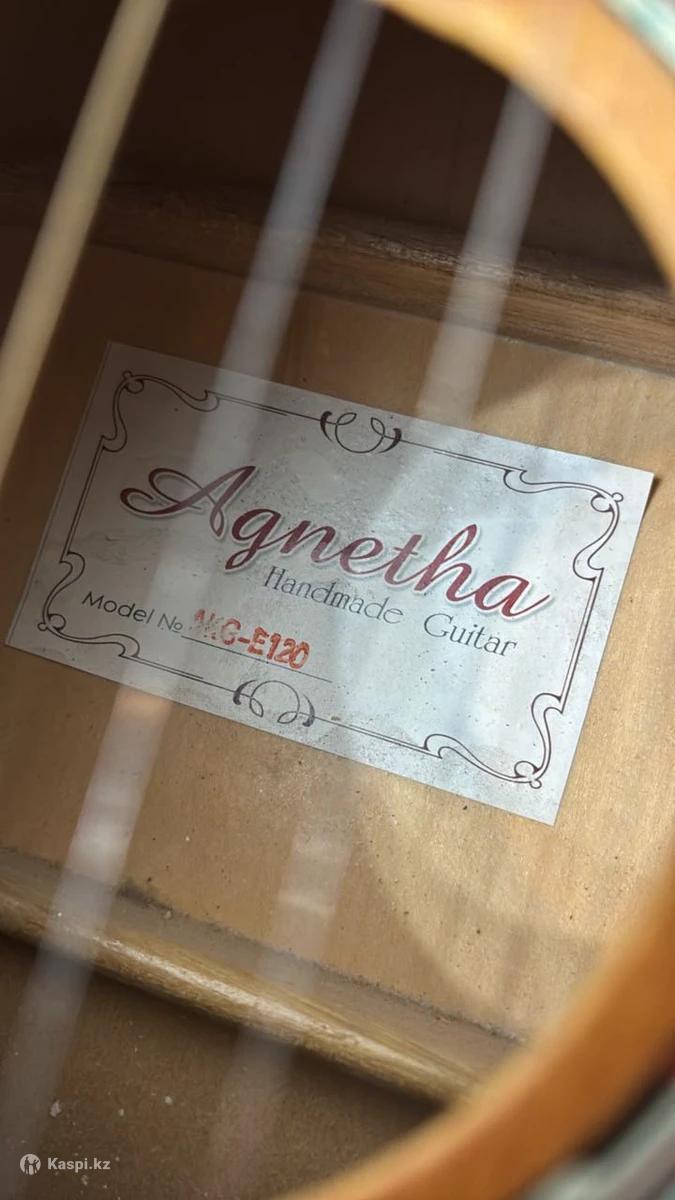 Agnetha
Handmade Guitar
Model № AKG-E120
Kaspi.kz